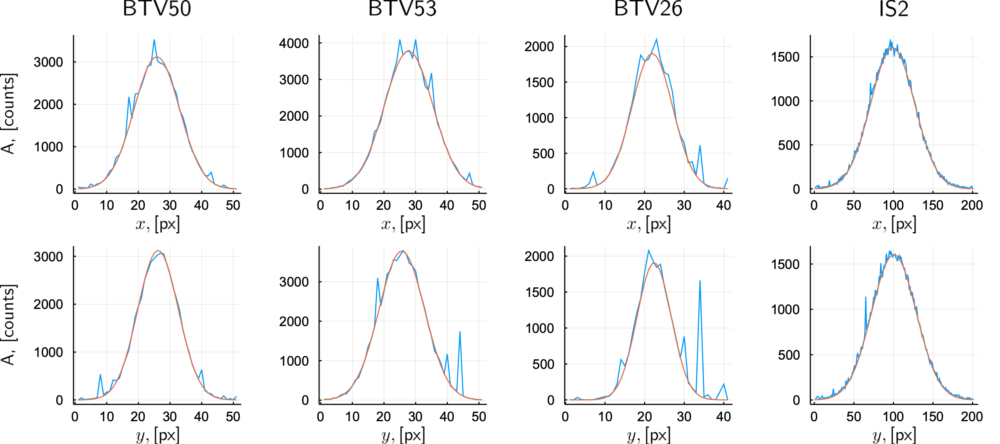 BTV50 BTV53 BTV26 IS2
A, [counts]
3000 2000 1000 0
0 10 20 30 40 50
x, [px]
4000 3000 2000 1000 0
0 10 20 30 40 50
x, [px]
2000 1500 1000 500 0
0 10 20 30 40
x, [px]
1500 1000 500 0
0 50 100 150 200
x, [px]
A, [counts]
3000 2000 1000 0
0 10 20 30 40 50
y, [px]
3000 2000 1000 0
0 10 20 30 40 50
y, [px]
2000 1500 1000 500 0
0 10 20 30 40
y, [px]
1500 1000 500 0
0 50 100 150 200
y, [px]